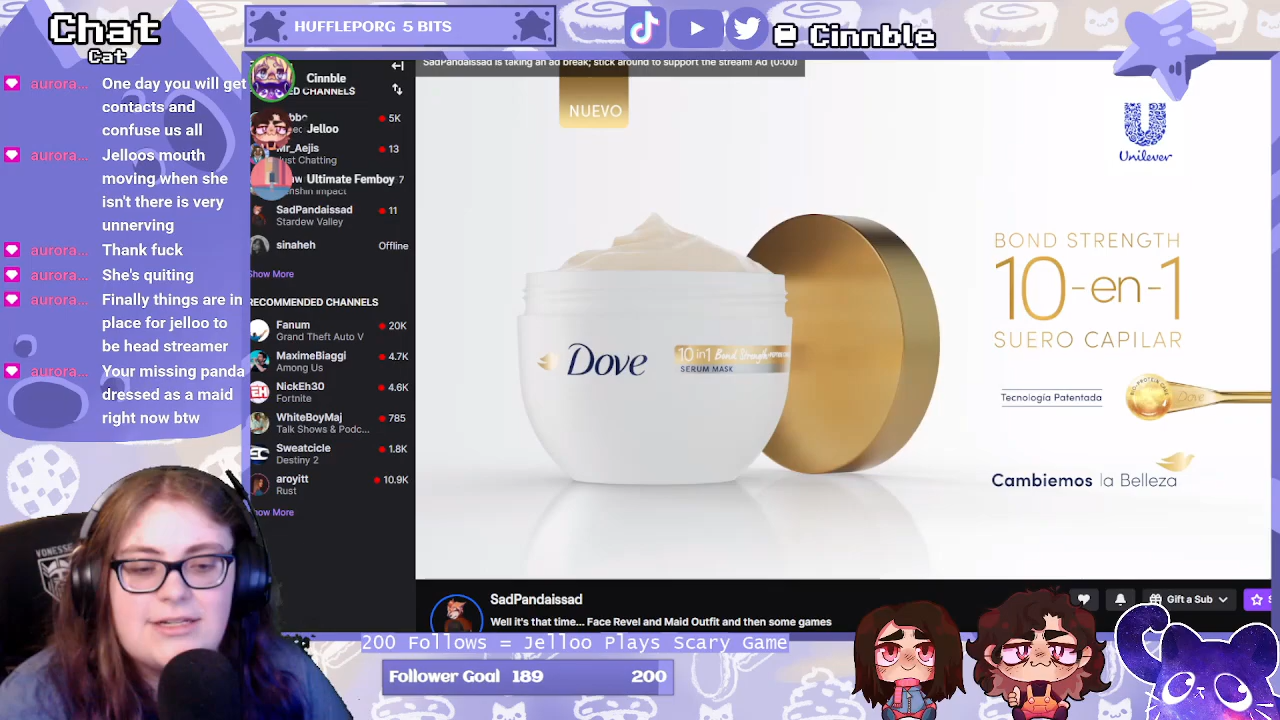 Chat
Cat
HUFFLEPORG 5 BITS
@ Cinnble
aurora... One day you will get
contacts and
confuse us all
aurora... Jelloos mouth
moving when she
isn't there is very
unnerving
aurora... Thank fuck
aurora... She's quiting
aurora... Finally things are in
place for jelloo to
be head streamer
aurora... Your missing panda
dressed as a maid
right now btw
Cinnble
CHANNELS
5K
Jelloo
Mr_Aejis 13
Just Chatting
Ultimate Femboy 7
Impact
SadPandaissad 11
Stardew Valley
sinaheh Offline
Show More
RECOMMENDED CHANNELS
Fanum 20K
Grand Theft Auto V
MaximeBiaggi 4.7K
Among Us
NickEh30 4.6K
Fortnite
WhiteBoyMaj 785
Talk Shows & Podc...
Sweatcicle 1.8K
Destiny 2
aroyitt 10.9K
Rust
Show More
SadPandaissad is taking an ad break; stick around to support the stream! Ad (0:00)
NUEVO
Unilever
BOND STRENGTH
10-en-1
SUERO CAPILAR
Tecnología Patentada
BIO-PROTEIN CARE
Dove
Cambiemos la Belleza
Dove
10 in 1 Bond Strength
SERUM MASK
SadPandaissad
Well it's that time... Face Revel and Maid Outfit and then some games
Gift a Sub
200 Follows = Jelloo Plays Scary Game
Follower Goal 189 200